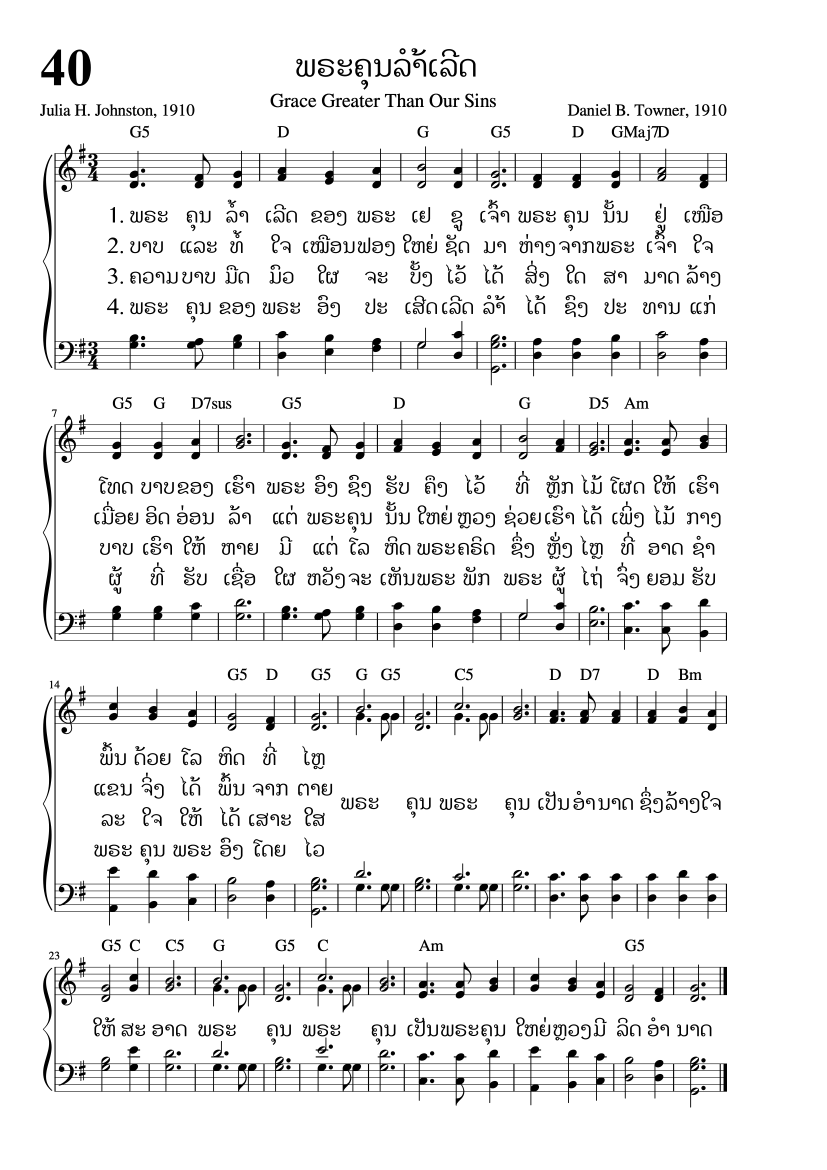 40
ພຣະຄຸນລ້ຳເລີດ
Grace Greater Than Our Sins
Julia H. Johnston, 1910
Daniel B. Towner, 1910
G5 D G G5 D GMaj7 D
3 4
1. ພຣະ ຄຸນ ລ້ຳ ເລີດ ຂອງ ພຣະ ເຢ ຊູ ເຈົ້າ ພຣະ ຄຸນ ນັ້ນ ຢູ່ ເໜືອ
2. ບາບ ແລະ ທໍ້ ໃຈ ເໝືອນຟອງ ໃຫຍ່ ຊັດ ມາ ຫ່າງ ຈາກພຣະ ເຈົ້າ ໃຈ
3. ຄວາມບາບ ມືດ ມົວ ໃຜ ຈະ ບັ້ງ ໄວ້ ໄດ້ ສິ່ງ ໃດ ສາ ມາດ ລ້າງ
4. ພຣະ ຄຸນ ຂອງ ພຣະ ອົງ ປະ ເສີດເລີດ ລໍ້າ ໄດ້ ຊົງ ປະ ທານ ແກ່
3 4
G5 G D7sus G5 D G D5 Am
7
ໂທດ ບາບຂອງ ເຮົາ ພຣະ ອົງ ຊົງ ຮັບ ຄຶງ ໄວ້ ທີ່ ຫຼັກ ໄມ້ ໂຜດ ໃຫ້ ເຮົາ
ເມື່ອຍ ອິດ ອ່ອນ ລ້າ ແຕ່ ພຣະຄຸນ ນັ້ນ ໃຫຍ່ ຫຼວງ ຊ່ວຍເຮົາ ໄດ້ ເພິ່ງ ໄມ້ ກາງ
ບາບ ເຮົາ ໃຫ້ ຫາຍ ມີ ແຕ່ ໂລ ຫິດ ພຣະຄຣິດ ຊຶ່ງ ຫຼັ່ງ ໄຫຼ ທີ່ ອາດ ຊຳ
ຜູ້ ທີ່ ຮັບ ເຊື່ອ ໃຜ ຫວັງ ຈະ ເຫັນພຣະ ພັກ ພຣະ ຜູ້ ໄຖ່ ຈົ່ງ ຍອມ ຮັບ
G5 D G5 G G5 C5 D D7 D Bm
14
ພົ້ນ ດ້ວຍ ໂລ ຫິດ ທີ່ ໄຫຼ
ແຂນ ຈຶ່ງ ໄດ້ ພົ້ນ ຈາກ ຕາຍ
ລະ ໃຈ ໃຫ້ ໄດ້ ເສາະ ໃສ
ພຣະ ຄຸນ ພຣະ ອົງ ໂດຍ ໄວ
ພຣະ ຄຸນ ພຣະ ຄຸນ ເປັນ ອຳນາດ ຊຶ່ງລ້າງໃຈ
G5 C C5 G G5 C Am G5
23
ໃຫ້ ສະ ອາດ ພຣະ ຄຸນ ພຣະ ຄຸນ ເປັນພຣະຄຸນ ໃຫຍ່ຫຼວງມີ ລິດ ອຳ ນາດ